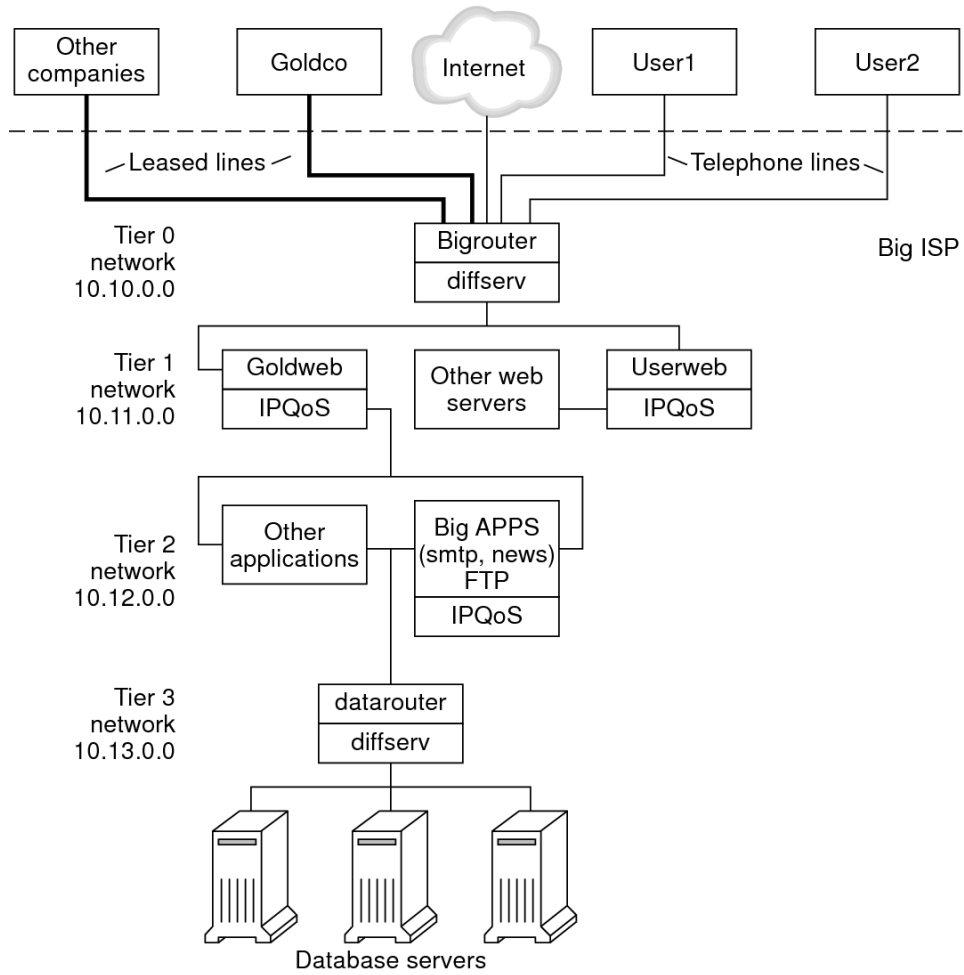 Other
companies
Goldco
Internet
User1
User2
Leased lines
Telephone lines
Tier 0
network
10.10.0.0
Bigrouter
diffserv
Big ISP
Tier 1
network
10.11.0.0
Goldweb
IPQoS
Other web
servers
Userweb
IPQoS
Tier 2
network
10.12.0.0
Other
applications
Big APPS
(smtp, news)
FTP
IPQoS
Tier 3
network
10.13.0.0
datarouter
diffserv
Database servers